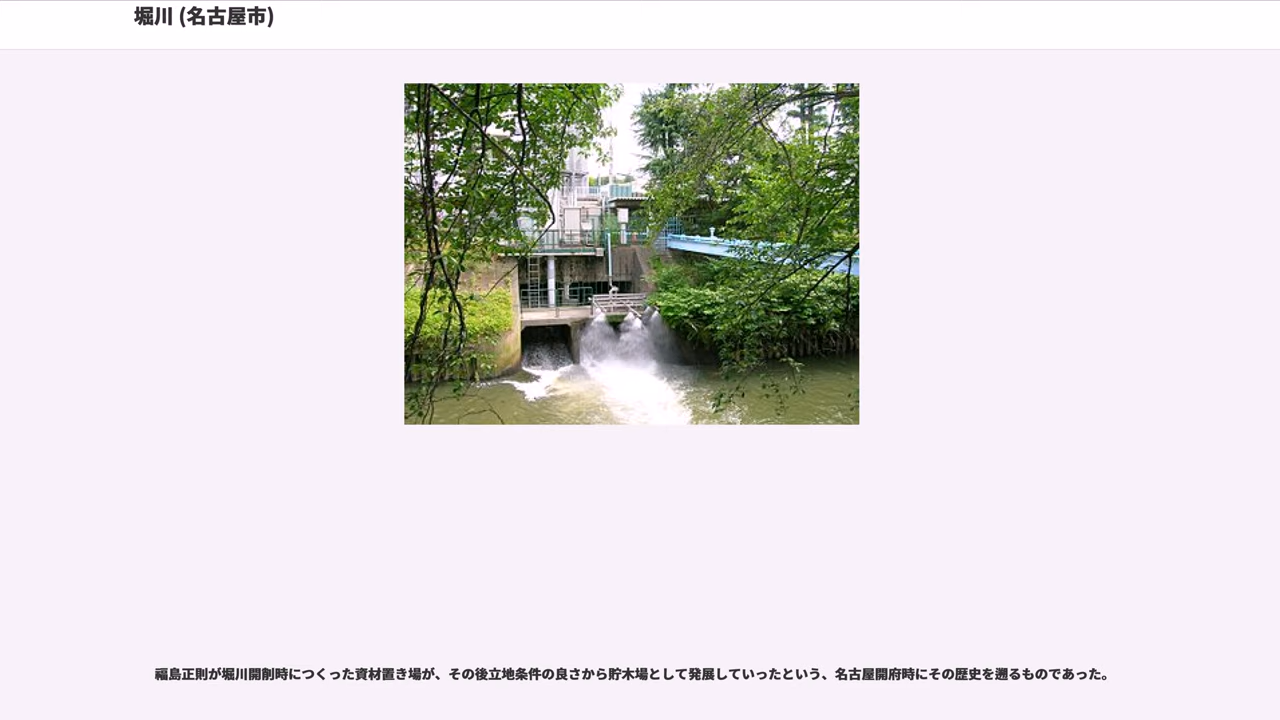 堀川 (名古屋市)
福島正則が堀川開削時につくった資材置き場が、その後立地条件の良さから貯木場として発展していったという、名古屋開府時にその歴史を遡るものであった。